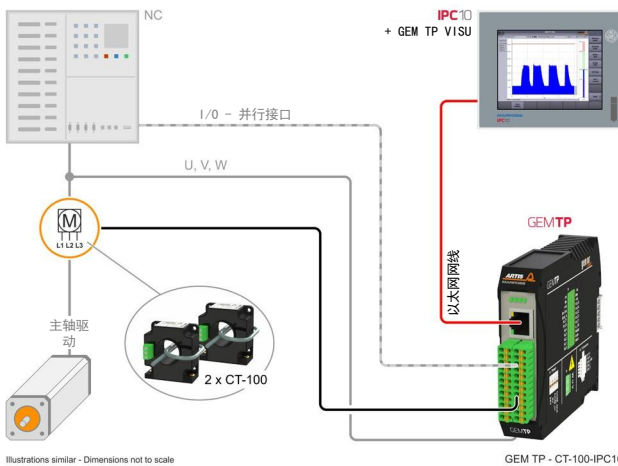 NC
IPC10
+ GEM TP VISU
I/O - 并行接口
U, V, W
GEMTP
M
L1 L2 L3
以太网网线
ARTIS
主轴驱
动
2 x CT-100
GEMTP
Illustrations similar - Dimensions not to scale
GEM TP - CT-100-IPC10